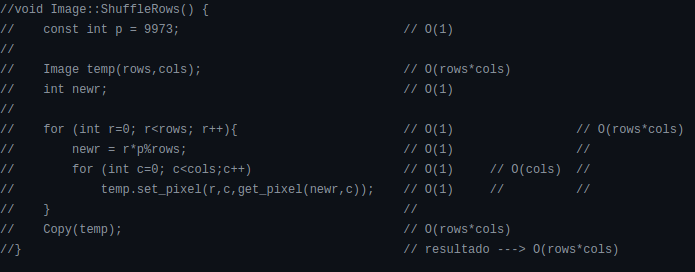 //void Image::ShuffleRows() {
//    const int p = 9973;                               // O(1)
//
//    Image temp(rows,cols);                            // O(rows*cols)
//    int newr;                                         // O(1)
//
//    for (int r=0; r<rows; r++){                       // O(1)                 // O(rows*cols)
//        newr = r*p%rows;                              // O(1)                 //
//        for (int c=0; c<cols;c++)                     // O(1)     // O(cols)  //
//            temp.set_pixel(r,c,get_pixel(newr,c));    // O(1)     //          //
//    }                                                 //
//    Copy(temp);                                       // O(rows*cols)
//}                                                     // resultado ---> O(rows*cols)